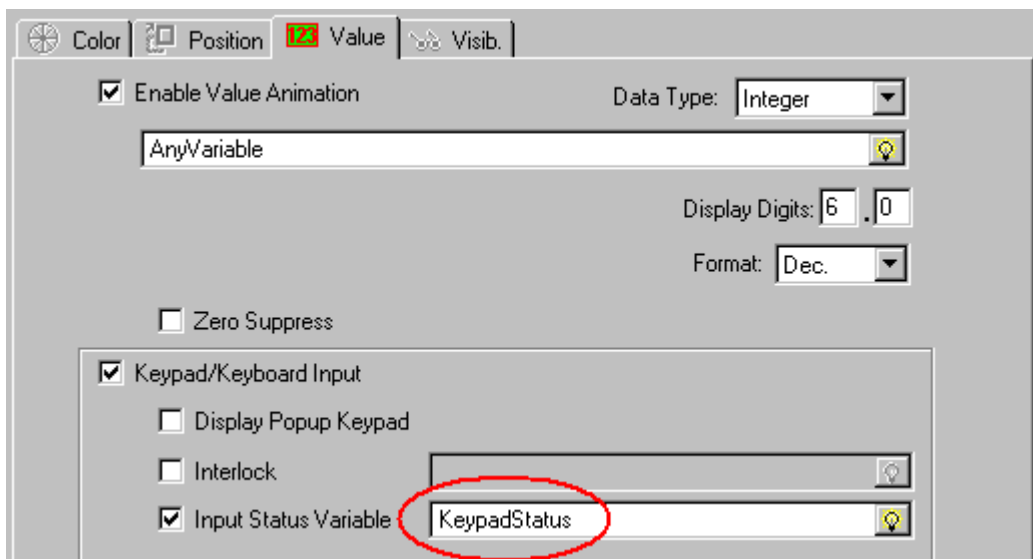 Color Position 123 Value Visib.
Enable Value Animation Data Type: Integer
AnyVariable
Display Digits: 6 . 0
Format: Dec.
Zero Suppress
Keypad/Keyboard Input
Display Popup Keypad
Interlock
Input Status Variable KeypadStatus